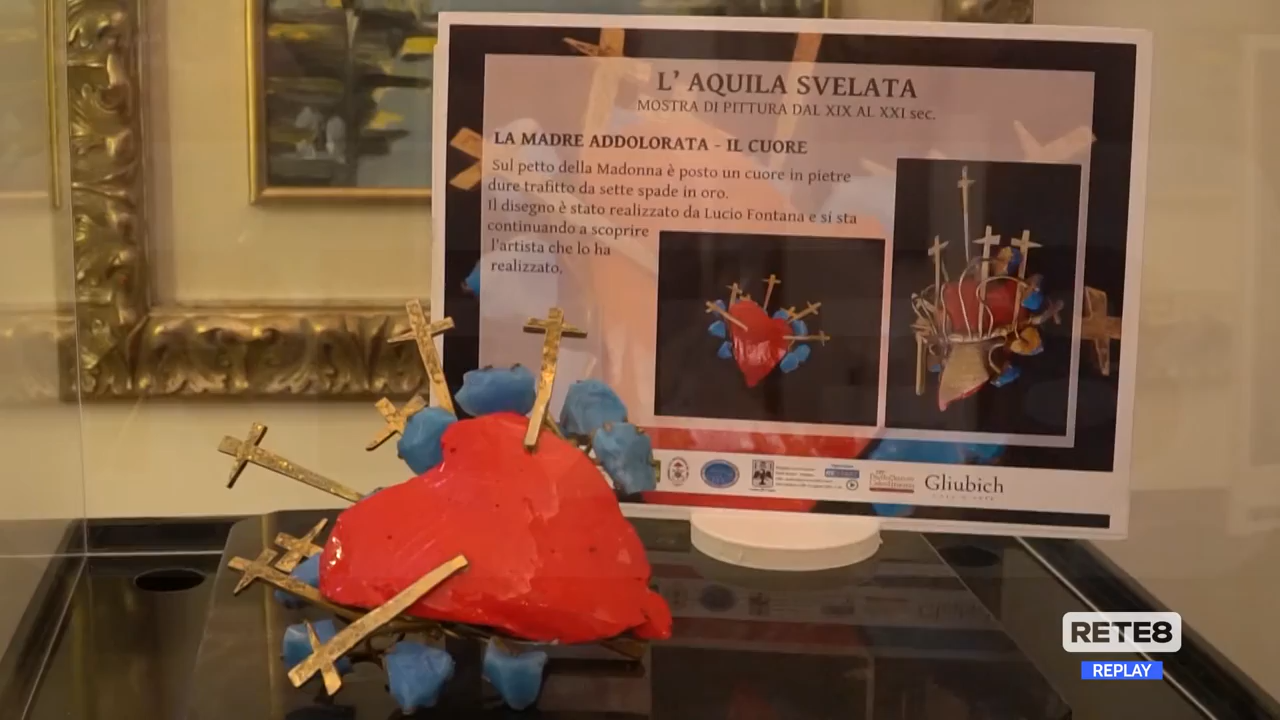 L' AQUILA SVELATA
MOSTRA DI PITTURA DAL XIX AL XXI sec.
LA MADRE ADDOLORATA - IL CUORE
Sul petto della Madonna è posto un cuore in pietre
dure trafitto da sette spade in oro.
Il disegno è stato realizzato da Lucio Fontana e si sta
continuando a scoprire
l'artista che lo ha
realizzato.
Gliubich
RETE8
REPLAY